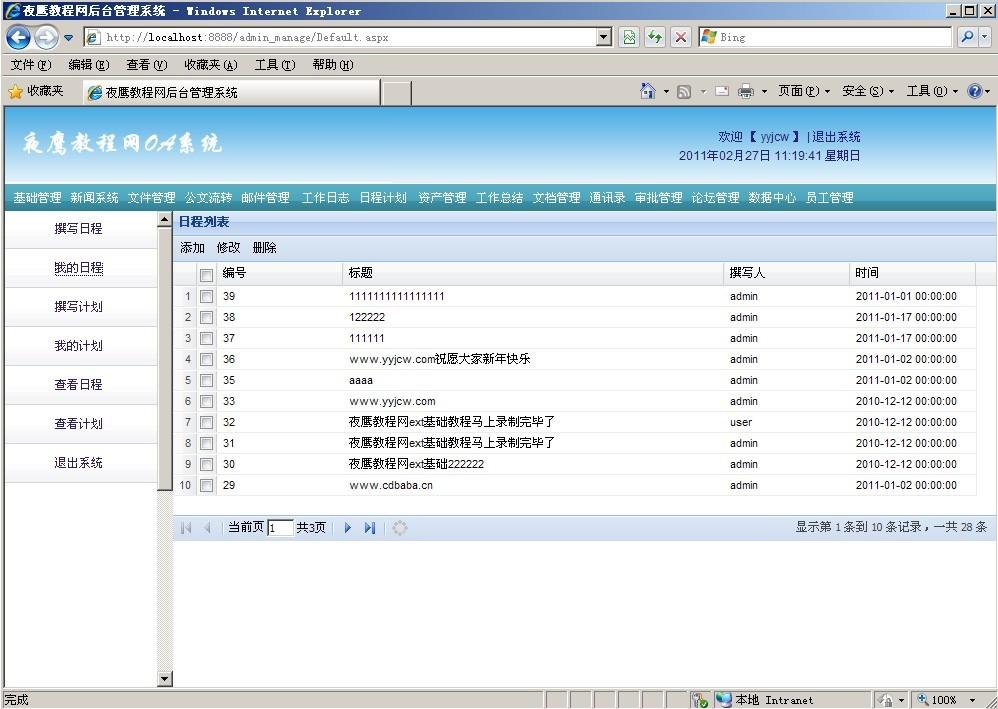 夜鹰教程网后台管理系统 - Windows Internet Explorer
http://localhost:8888/admin_manage/Default.aspx
Bing
文件(F) 编辑(E) 查看(V) 收藏夹(A) 工具(T) 帮助(H)
收藏夹 夜鹰教程网后台管理系统 页面(P) 安全(S) 工具(O)
夜鹰教程网OA系统
欢迎【 yyjcw 】 | 退出系统
2011年02月27日 11:19:41 星期日
基础管理 新闻系统 文件管理 公文流转 邮件管理 工作日志 日程计划 资产管理 工作总结 文档管理 通讯录 审批管理 论坛管理 数据中心 员工管理
撰写日程
我的日程
撰写计划
我的计划
查看日程
查看计划
退出系统
日程列表
添加 修改 删除
编号 标题 撰写人 时间
1 39 1111111111111111 admin 2011-01-01 00:00:00
2 38 122222 admin 2011-01-17 00:00:00
3 37 111111 admin 2011-01-17 00:00:00
4 36 www.yyjcw.com祝愿大家新年快乐 admin 2011-01-02 00:00:00
5 35 aaaa admin 2011-01-02 00:00:00
6 33 www.yyjcw.com admin 2010-12-12 00:00:00
7 32 夜鹰教程网ext基础教程马上录制完毕了 user 2010-12-12 00:00:00
8 31 夜鹰教程网ext基础教程马上录制完毕了 admin 2010-12-12 00:00:00
9 30 夜鹰教程网ext基础222222 admin 2010-12-12 00:00:00
10 29 www.cdbaba.cn admin 2011-01-02 00:00:00
当前页 1 共3页 显示第 1 条到 10 条记录，一共 28 条
完成 本地 Intranet 100%